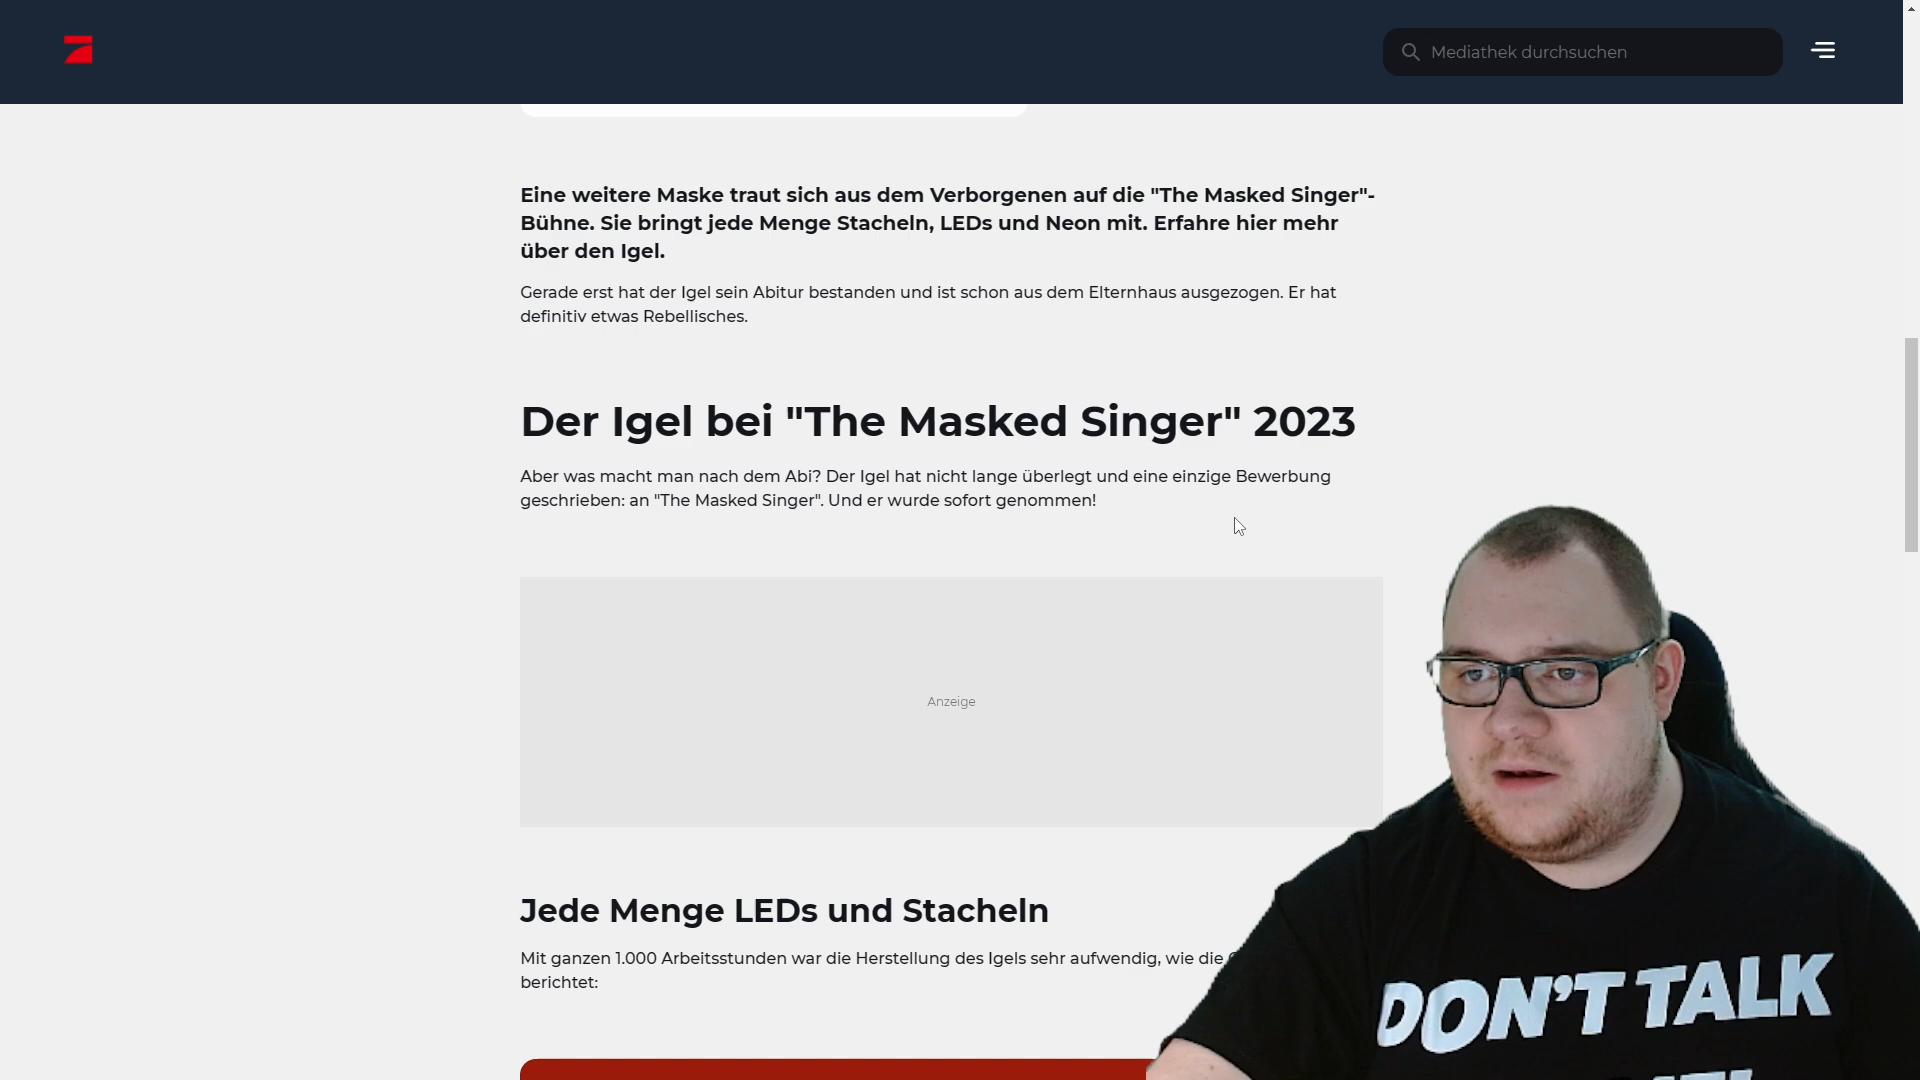 Mediathek durchsuchen
Eine weitere Maske traut sich aus dem Verborgenen auf die "The Masked Singer"-
Bühne. Sie bringt jede Menge Stacheln, LEDs und Neon mit. Erfahre hier mehr
über den Igel.
Gerade erst hat der Igel sein Abitur bestanden und ist schon aus dem Elternhaus ausgezogen. Er hat
definitiv etwas Rebellisches.
Der Igel bei "The Masked Singer" 2023
Aber was macht man nach dem Abi? Der Igel hat nicht lange überlegt und eine einzige Bewerbung
geschrieben: an "The Masked Singer". Und er wurde sofort genommen!
Anzeige
Jede Menge LEDs und Stacheln
Mit ganzen 1.000 Arbeitsstunden war die Herstellung des Igels sehr aufwendig, wie die
berichtet:
DON'T TALK